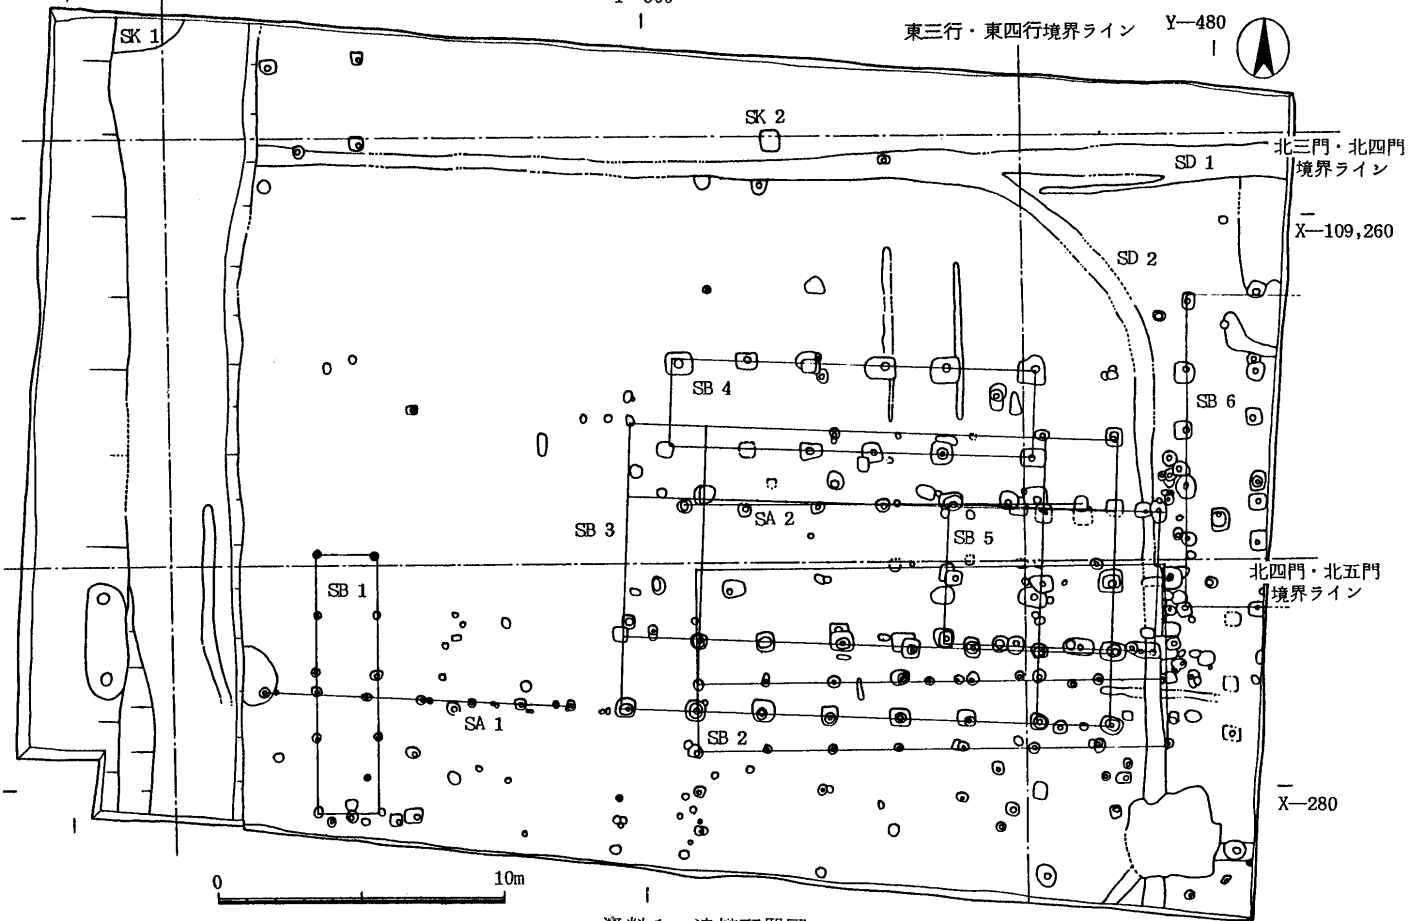 東三行・東四行境界ライン
Y—480
SK 1
SK 2
北三門・北四門
境界ライン
SD 1
X—109,260
SD 2
SB 4
SB 6
SA 2
SB 3
SB 5
北四門・北五門
境界ライン
SB 1
SA 1
SB 2
X—280
0
10m